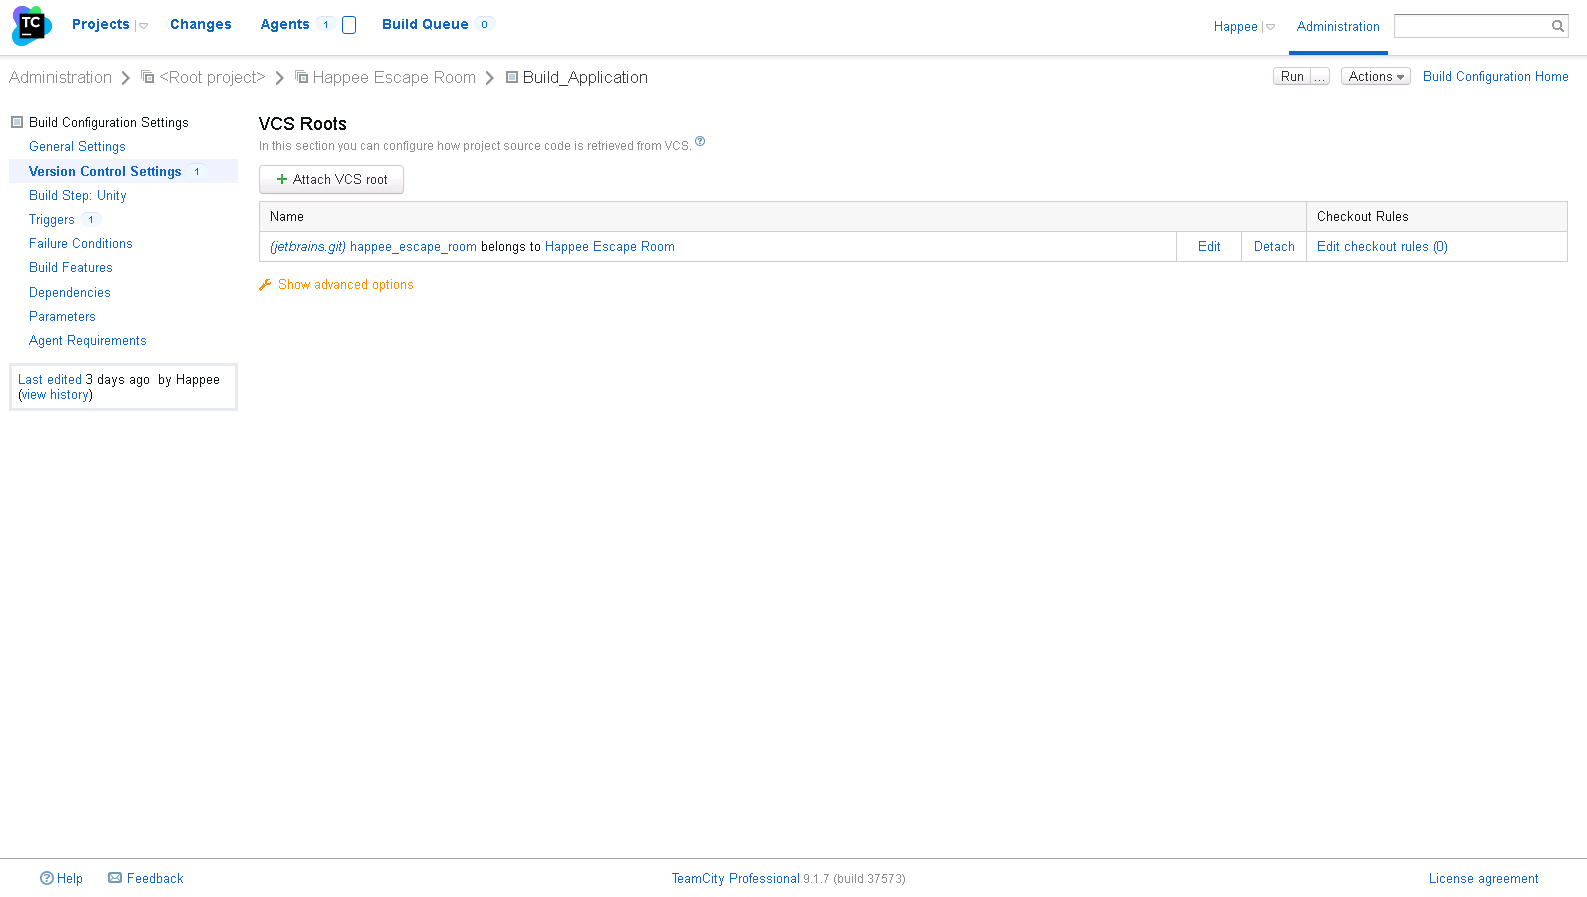 TC
Projects
Changes
Agents 1
Build Queue 0
Happee
Administration
Administration
<Root project>
Happee Escape Room
Build_Application
Run ...
Actions
Build Configuration Home
Build Configuration Settings
General Settings
Version Control Settings 1
Build Step: Unity
Triggers 1
Failure Conditions
Build Features
Dependencies
Parameters
Agent Requirements
Last edited 3 days ago by Happee
(view history)
VCS Roots
In this section you can configure how project source code is retrieved from VCS. ?
+ Attach VCS root
Name Checkout Rules
(jetbrains.git) happee_escape_room belongs to Happee Escape Room Edit Detach Edit checkout rules (0)
Show advanced options
? Help
Feedback
TeamCity Professional 9.1.7 (build 37573)
License agreement